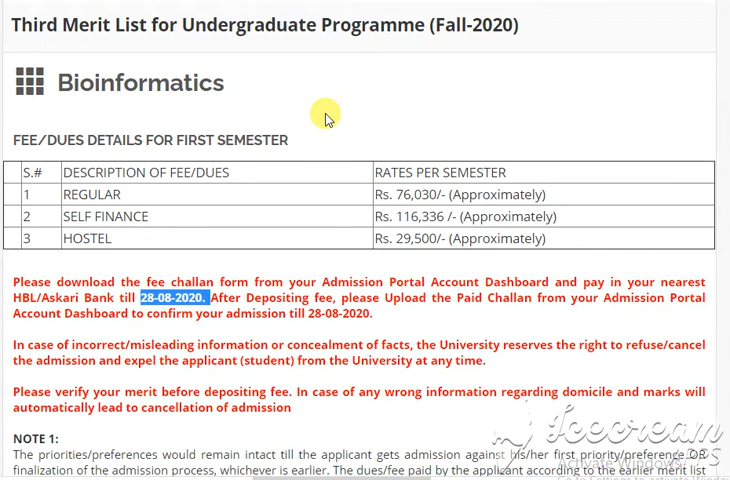 Third Merit List for Undergraduate Programme (Fall-2020)
Bioinformatics
FEE/DUES DETAILS FOR FIRST SEMESTER
S.# DESCRIPTION OF FEE/DUES RATES PER SEMESTER
1 REGULAR Rs. 76,030/- (Approximately)
2 SELF FINANCE Rs. 116,336 /- (Approximately)
3 HOSTEL Rs. 29,500/- (Approximately)
Please download the fee challan form from your Admission Portal Account Dashboard and pay in your nearest
HBL/Askari Bank till 28-08-2020. After Depositing fee, please Upload the Paid Challan from your Admission Portal
Account Dashboard to confirm your admission till 28-08-2020.
In case of incorrect/misleading information or concealment of facts, the University reserves the right to refuse/cancel
the admission and expel the applicant (student) from the University at any time.
Please verify your merit before depositing fee. In case of any wrong information regarding domicile and marks will
automatically lead to cancellation of admission
NOTE 1:
The priorities/preferences would remain intact till the applicant gets admission against his/her first priority/preference OR
finalization of the admission process, whichever is earlier. The dues/fee paid by the applicant according to the earlier merit list
Icecream
APPS
Activate Windows